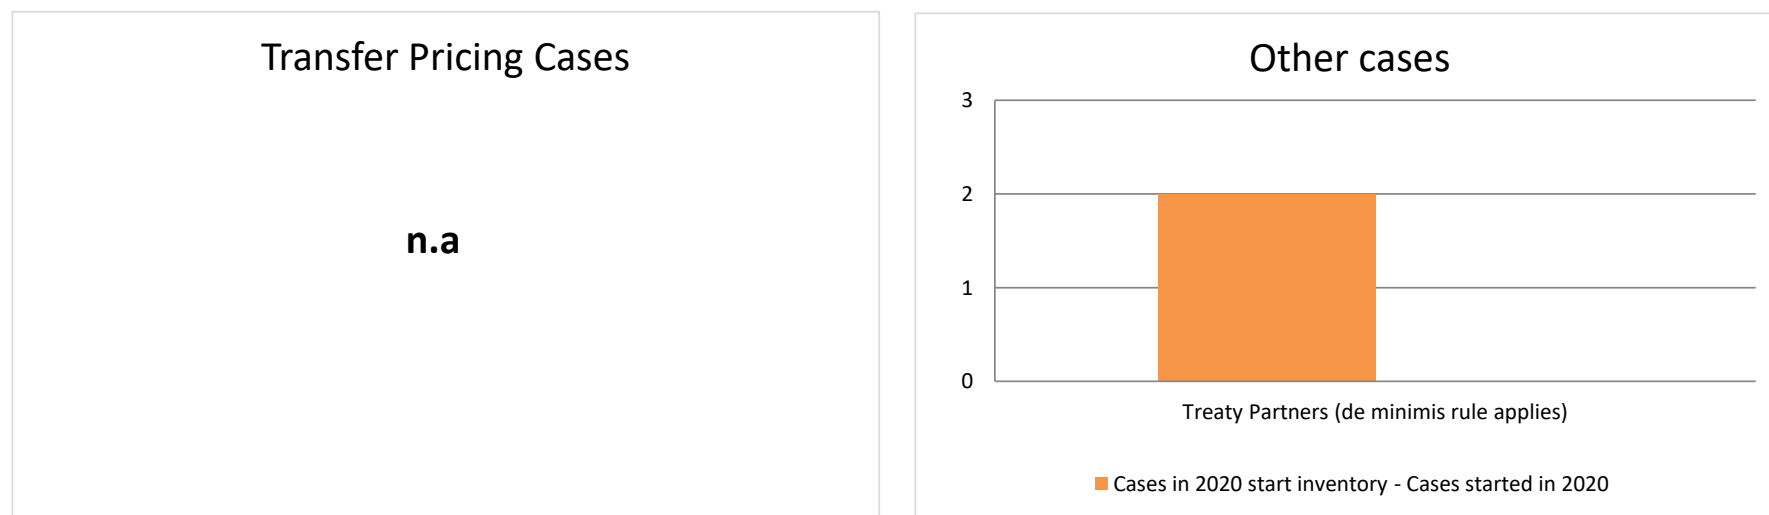 Transfer Pricing Cases
n.a
Other cases
3
2
1
0
Treaty Partners (de minimis rule applies)
Cases in 2020 start inventory - Cases started in 2020